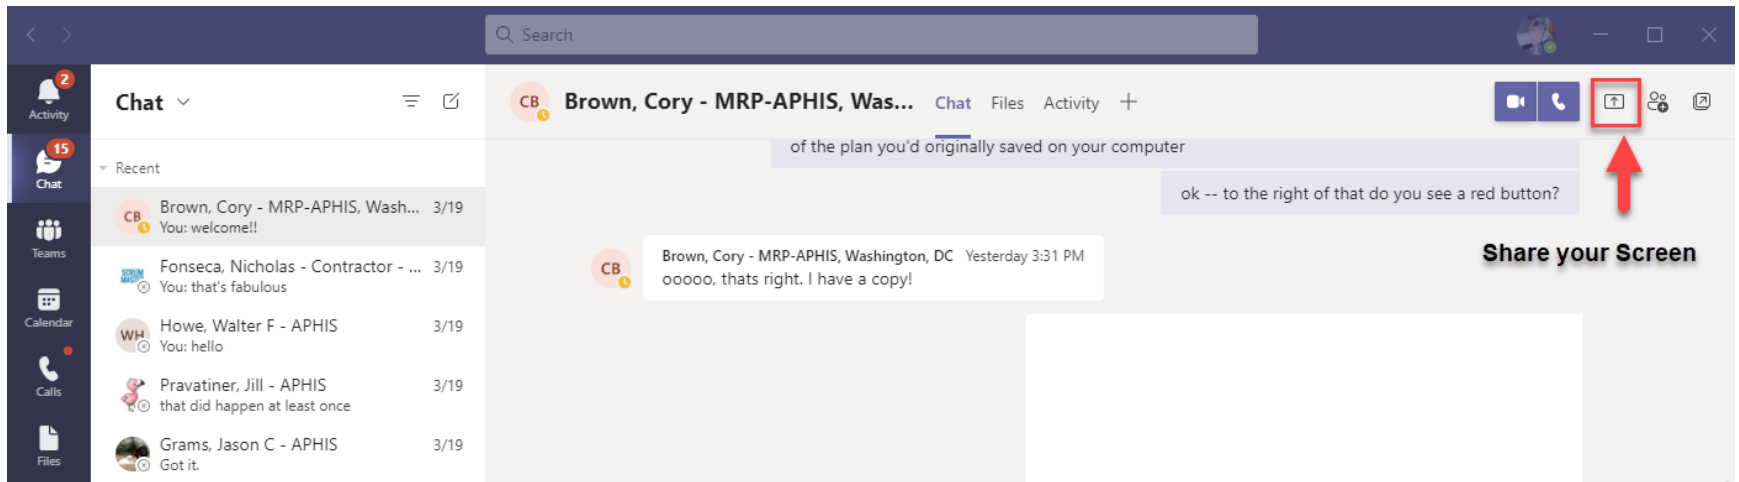 Search
2
Activity
15
Chat
Teams
Calendar
Calls
Files
Chat
Recent
CB
Brown, Cory - MRP-APHIS, Wash...
3/19
You: welcome!!
SCRUM
MASTER
Fonseca, Nicholas - Contractor - ...
3/19
You: that's fabulous
WH
Howe, Walter F - APHIS
3/19
You: hello
Pravatiner, Jill - APHIS
3/19
that did happen at least once
Grams, Jason C - APHIS
3/19
Got it.
CB
Brown, Cory - MRP-APHIS, Was...
Chat
Files
Activity
of the plan you'd originally saved on your computer
ok -- to the right of that do you see a red button?
Share your Screen
CB
Brown, Cory - MRP-APHIS, Washington, DC Yesterday 3:31 PM
ooooo, thats right. I have a copy!